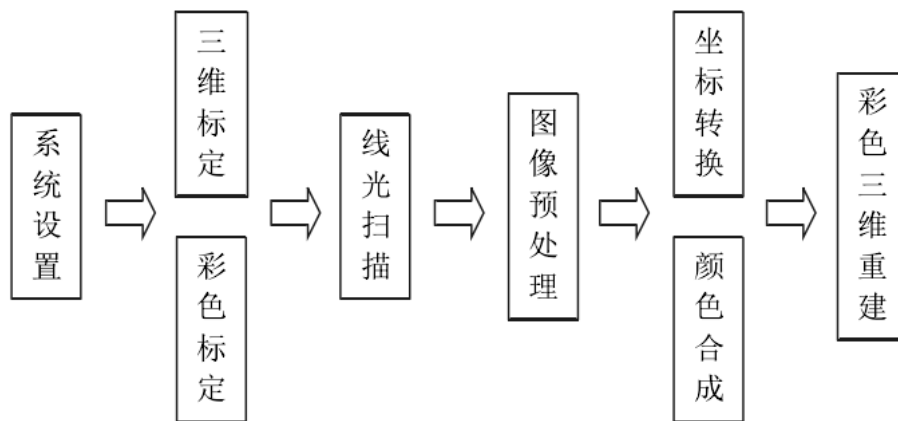 系统设置
三维标定
彩色标定
线光扫描
图像预处理
坐标转换
颜色合成
彩色三维重建